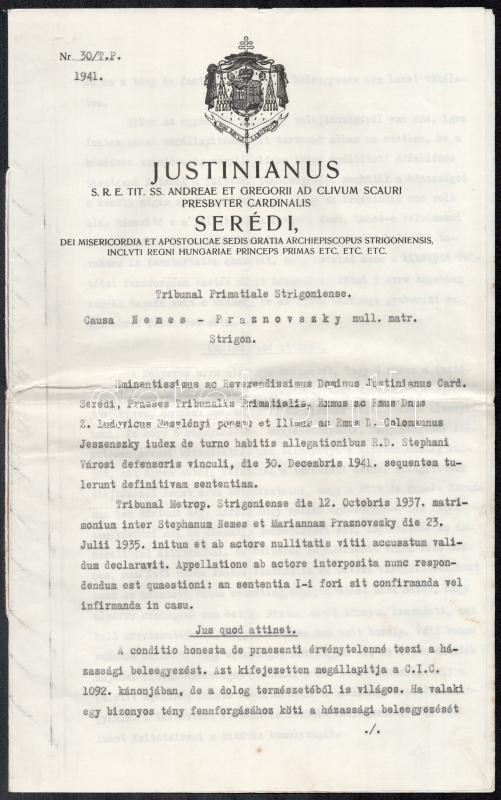 Nr. 30/T.P.
1941.
JUSTINIANUS
S. R. E. TIT. SS. ANDREAE ET GREGORII AD CLIVUM SCAURI
PRESBYTER CARDINALIS
SERÉDI,
DEI MISERICORDIA ET APOSTOLICAE SEDIS GRATIA ARCHIEPISCOPUS STRIGONIENSIS,
INCLYTI REGNI HUNGARIAE PRINCEPS PRIMAS ETC. ETC. ETC.
Tribunal Primatiale Strigoniense.
Causa Nemes - Praznovszky null. matr.
Strigon.
Eminentissimus ac Reverendissimus Dominus Justinianus Card.
Serédi, Praeses Tribunalis Primatialis, Exmus ac Rmus Dnus
Z. Ludovicus Meszlényi ponens et Illmus ac Rmus D. Colomannus
Jeszenszky iudex de turno habitis allegationibus R.D. Stephani
Városi defensoris vinculi, die 30. Decembris 1941. sequentem tu-
lerunt definitivam sententiam.
Tribunal Metrop. Strigoniense die 12. Octobris 1937. matri-
monium inter Stephanum Nemes et Mariannam Praznovszky die 23.
Julii 1935. initum et ab actore nullitatis vitii accusatum vali-
dum declaravit. Appellatione ab actore interposita nunc respon-
dendum est quaestioni: an sententia I-i fori sit confirmanda vel
infirmanda in casu.
Jus quod attinet.
A conditio honesta de praesenti érvénytelenné teszi a há-
zassági beleegyezést. Azt kifejezetten megállapítja a C.I.C.
1092. kánonjában, de a dolog természetéből is világos. Ha valaki
egy bizonyos tény fennforgásához köti a házassági beleegyezését
./.